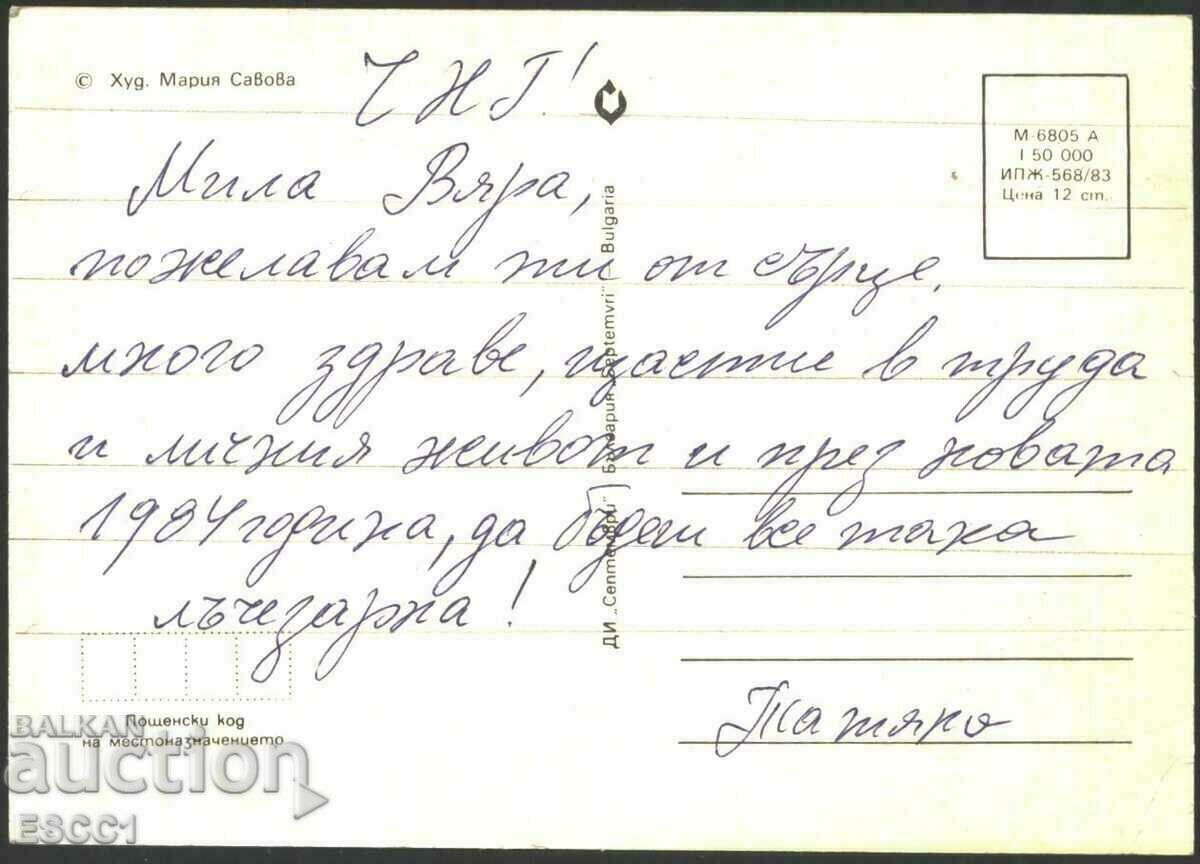 © Худ. Мария Савова
ЧНГ!
Мила Вяра,
пожелавам ти от сърце,
много здраве, щастие в труда
и личния живот и през новата
1984 година, да бъдеш все така
лъчезарна!
Татяна
М-6805 А
I 50 000
ИПЖ-568/83
Цена 12 ст.
ДИ „Септември" България „Septemvri" Bulgaria
Пощенски код
на местоназначението
BALKAN
auction
ESCC1